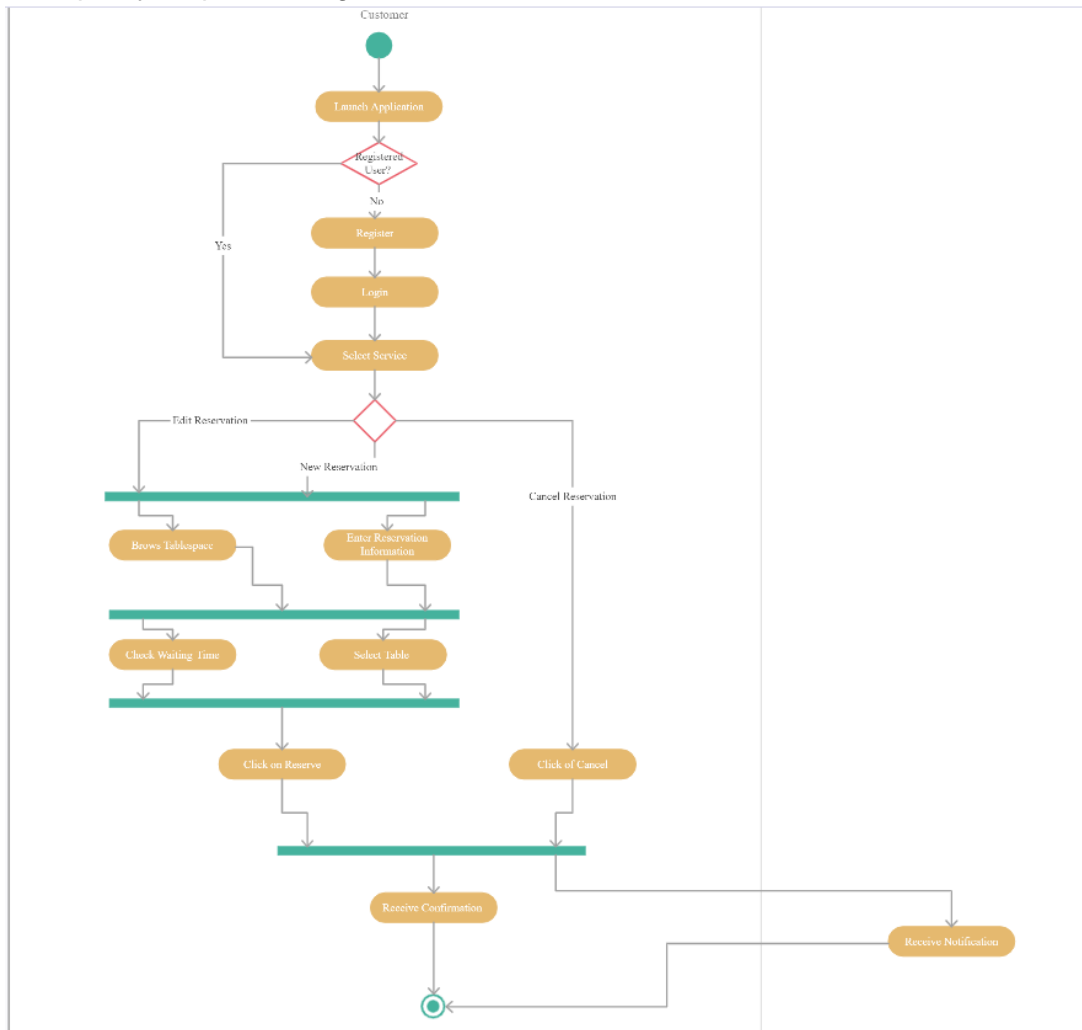 Customer
Launch Application
Registered
User?
No
Register
Yes
Login
Select Service
Edit Reservation
New Reservation
Cancel Reservation
Brows Tablespace
Enter Reservation
Information
Check Waiting Time
Select Table
Click on Reserve
Click of Cancel
Receive Confirmation
Receive Notification